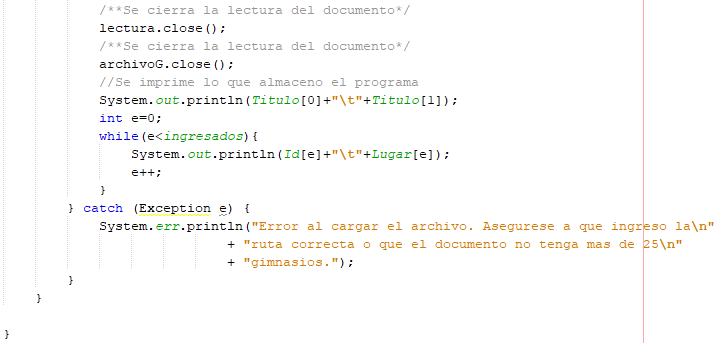 /**Se cierra la lectura del documento*/
lectura.close();
/**Se cierra la lectura del documento*/
archivoG.close();
//Se imprime lo que almaceno el programa
System.out.println(Titulo[0]+"\t"+Titulo[1]);
int e=0;
while(e<ingresados){
System.out.println(Id[e]+"\t"+Lugar[e]);
e++;
}
} catch (Exception e) {
System.err.println("Error al cargar el archivo. Asegurese a que ingreso la\n"
+ "ruta correcta o que el documento no tenga mas de 25\n"
+ "gimnasios.");
}
}
}